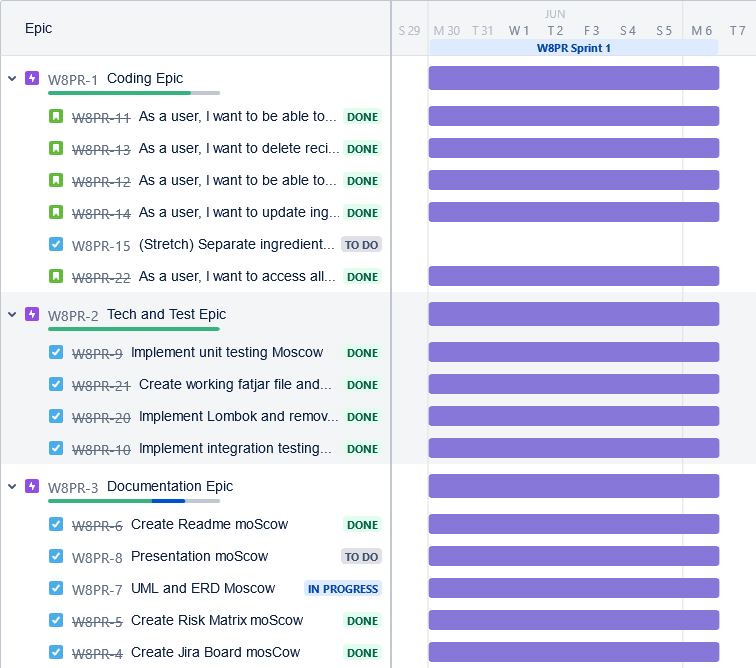 JUN
Epic
S 29 M 30 T 31 W 1 T 2 F 3 S 4 S 5 M 6 T 7
W8PR Sprint 1
W8PR-1 Coding Epic
W8PR-11 As a user, I want to be able to... DONE
W8PR-13 As a user, I want to delete reci... DONE
W8PR-12 As a user, I want to be able to... DONE
W8PR-14 As a user, I want to update ing... DONE
W8PR-15 (Stretch) Separate ingredient... TO DO
W8PR-22 As a user, I want to access all... DONE
W8PR-2 Tech and Test Epic
W8PR-9 Implement unit testing Moscow DONE
W8PR-21 Create working fatjar file and... DONE
W8PR-20 Implement Lombok and remov... DONE
W8PR-10 Implement integration testing... DONE
W8PR-3 Documentation Epic
W8PR-6 Create Readme moScow DONE
W8PR-8 Presentation moScow TO DO
W8PR-7 UML and ERD Moscow IN PROGRESS
W8PR-5 Create Risk Matrix moScow DONE
W8PR-4 Create Jira Board mosCow DONE